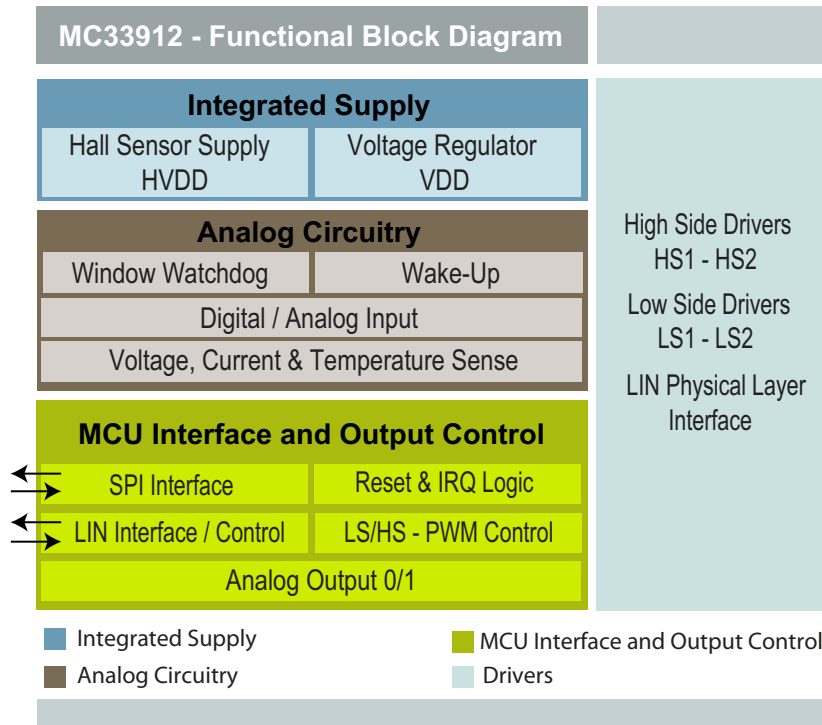 MC33912 - Functional Block Diagram
Integrated Supply
Hall Sensor Supply
HVDD
Voltage Regulator
VDD
Analog Circuitry
Window Watchdog
Wake-Up
Digital / Analog Input
Voltage, Current & Temperature Sense
MCU Interface and Output Control
SPI Interface
Reset & IRQ Logic
LIN Interface / Control
LS/HS - PWM Control
Analog Output 0/1
High Side Drivers
HS1 - HS2
Low Side Drivers
LS1 - LS2
LIN Physical Layer
Interface
Integrated Supply
MCU Interface and Output Control
Analog Circuitry
Drivers